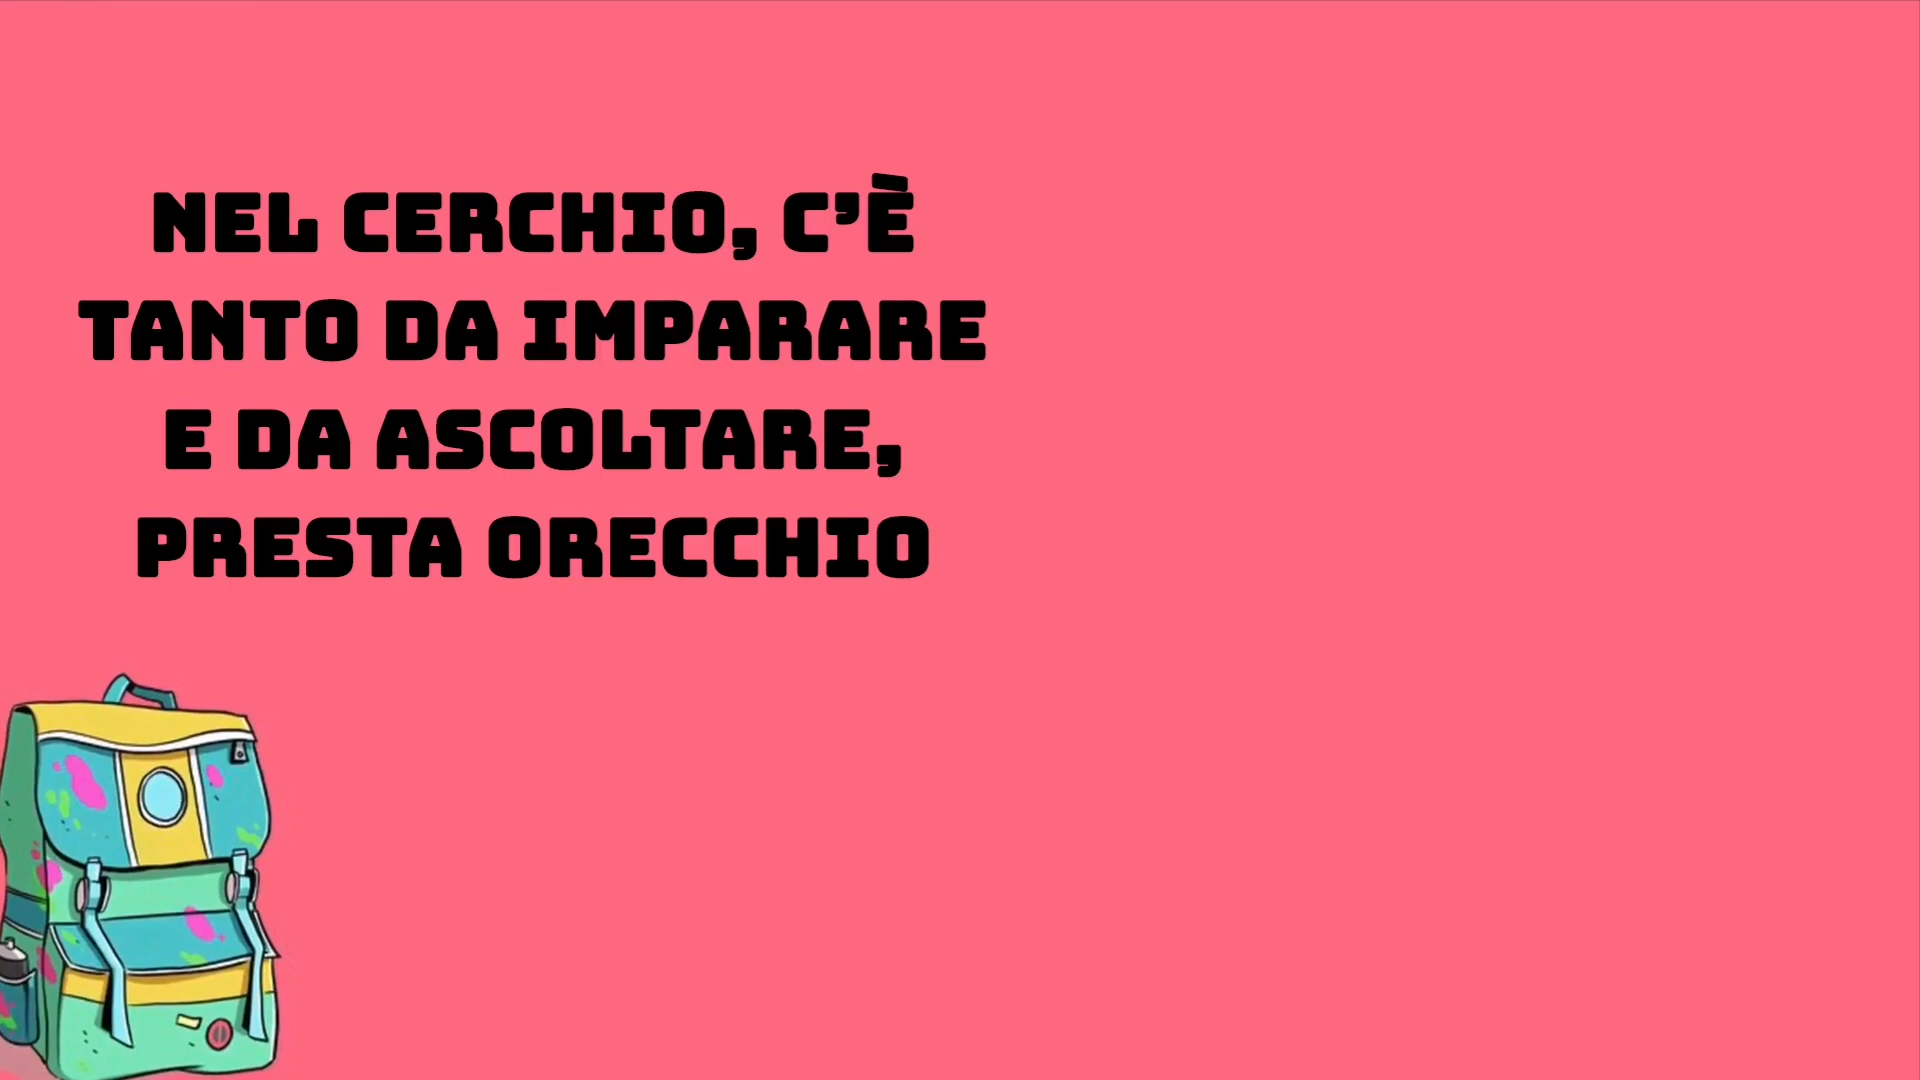 NEL CERCHIO, C’È
TANTO DA IMPARARE
E DA ASCOLTARE,
PRESTA ORECCHIO